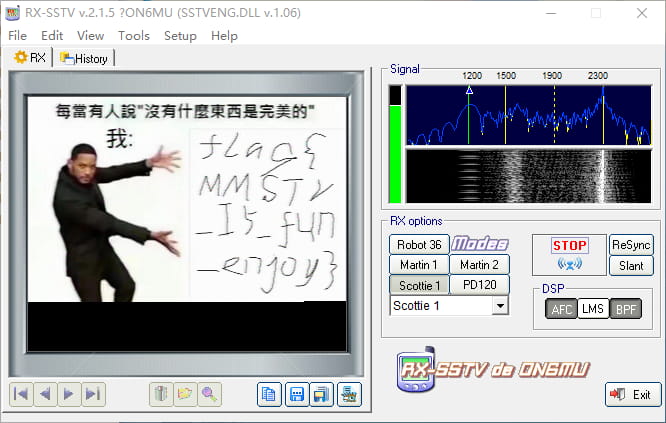 RX-SSTV v.2.1.5 ?ON6MU (SSTVENG.DLL v.1.06)
File Edit View Tools Setup Help
RX History
每當有人說"沒有什麼東西是完美的"
我:
flag{
MMSTV
_Is_fun
_enjoy}
Signal
1200 1500 1900 2300
RX options
Robot 36 Modes
Martin 1 Martin 2
Scottie 1 PD120
Scottie 1
STOP
ReSync
Slant
DSP
AFC LMS BPF
RX-SSTV de ON6MU
Exit